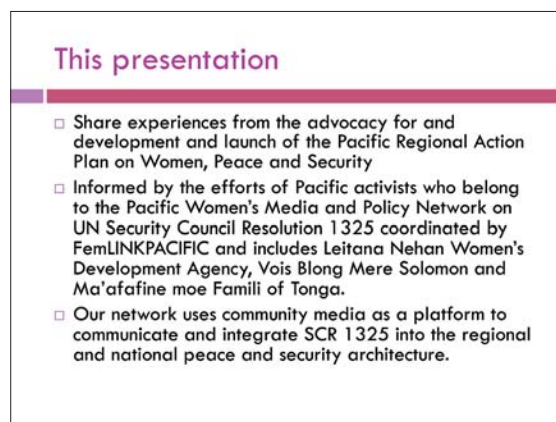 This presentation
Share experiences from the advocacy for and
development and launch of the Pacific Regional Action
Plan on Women, Peace and Security
Informed by the efforts of Pacific activists who belong
to the Pacific Women's Media and Policy Network on
UN Security Council Resolution 1325 coordinated by
FemLINKPACIFIC and includes Leitana Nehan Women's
Development Agency, Vois Blong Mere Solomon and
Ma'afafine moe Famili of Tonga.
Our network uses community media as a platform to
communicate and integrate SCR 1325 into the regional
and national peace and security architecture.